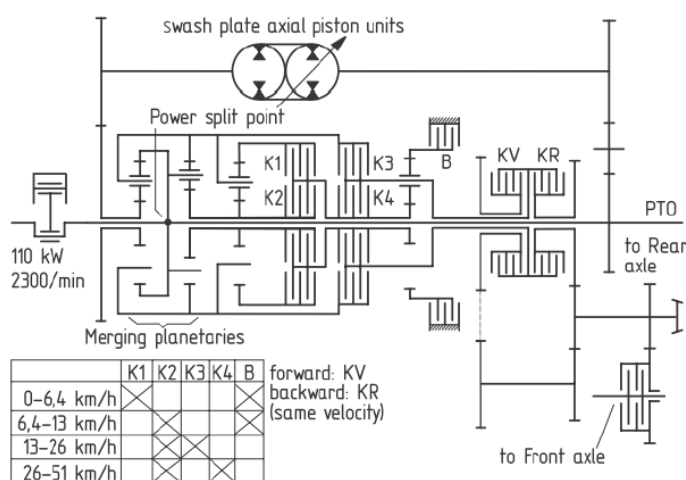 swash plate axial piston units
Power split point
K1
K2
K3
K4
B
KV
KR
PTO
110 kW
2300/min
to Rear
axle
Merging planetaries
K1 K2 K3 K4 B
0–6,4 km/h
6,4–13 km/h
13–26 km/h
26–51 km/h
forward: KV
backward: KR
(same velocity)
to Front axle